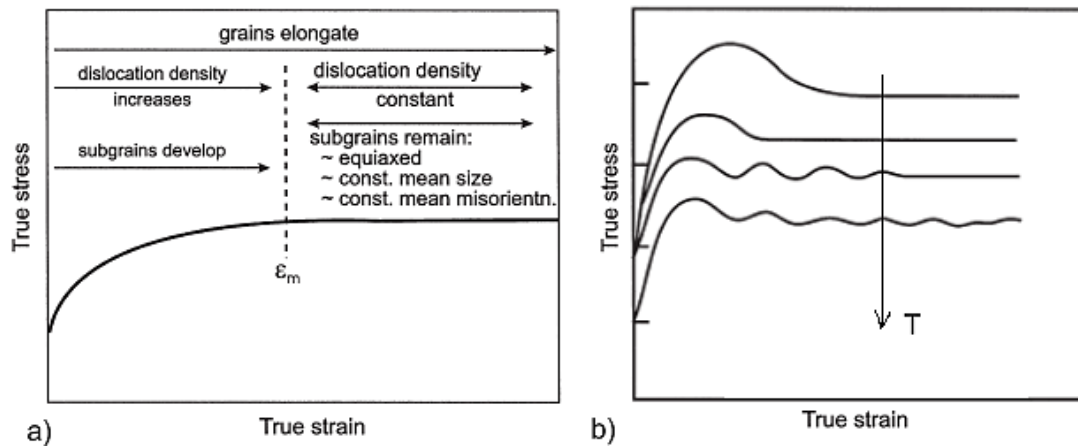 grains elongate
dislocation density
increases
dislocation density
constant
subgrains develop
subgrains remain:
~ equiaxed
~ const. mean size
~ const. mean misorientn.
εm
True stress
True strain
a)
True stress
T
True strain
b)